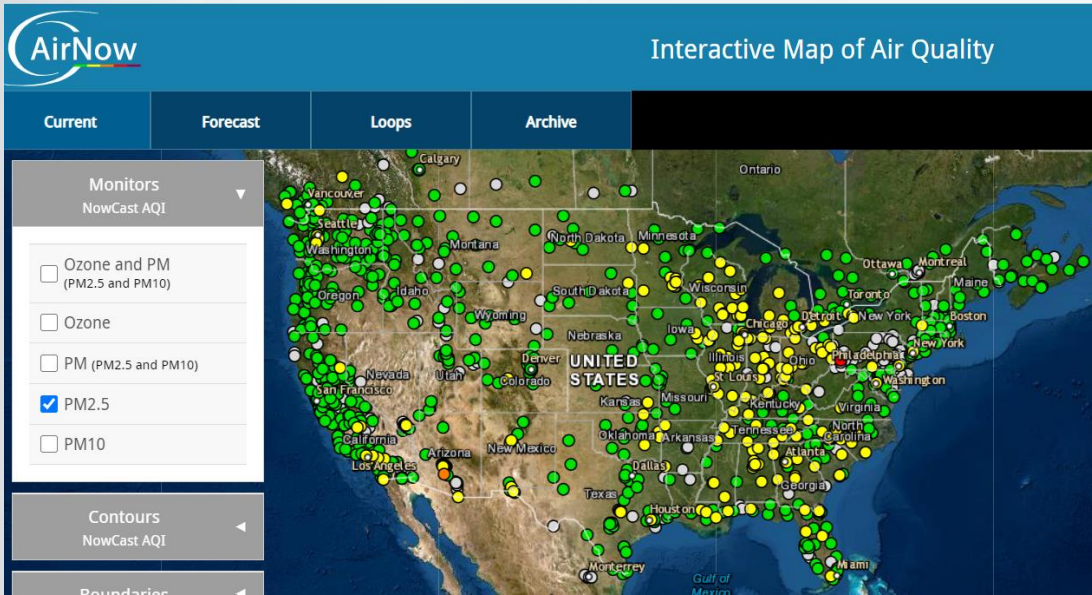 AirNow
Interactive Map of Air Quality
Current
Forecast
Loops
Archive
Monitors
NowCast AQI
Ozone and PM
(PM2.5 and PM10)
Ozone
PM (PM2.5 and PM10)
PM2.5
PM10
Contours
NowCast AQI
Boundaries
Calgary
Ontario
Vancouver
Seattle
Washington
Montana
North Dakota
Minnesota
Ottawa
Montreal
Maine
Oregon
Idaho
South Dakota
Wisconsin
Toronto
Wyoming
Detroit
New York
Boston
Iowa
Chicago
Nebraska
New York
Denver
UNITED
STATES
Illinois
Ohio
Philadelphia
Nevada
Utah
Colorado
St Louis
Washington
San Francisco
Kansas
Missouri
Kentucky
Virginia
California
Oklahoma
Arkansas
Tennessee
North
Carolina
Los Angeles
Arizona
New Mexico
Dallas
Atlanta
Texas
Georgia
Houston
Monterrey
Miami
Gulf of
Mexico